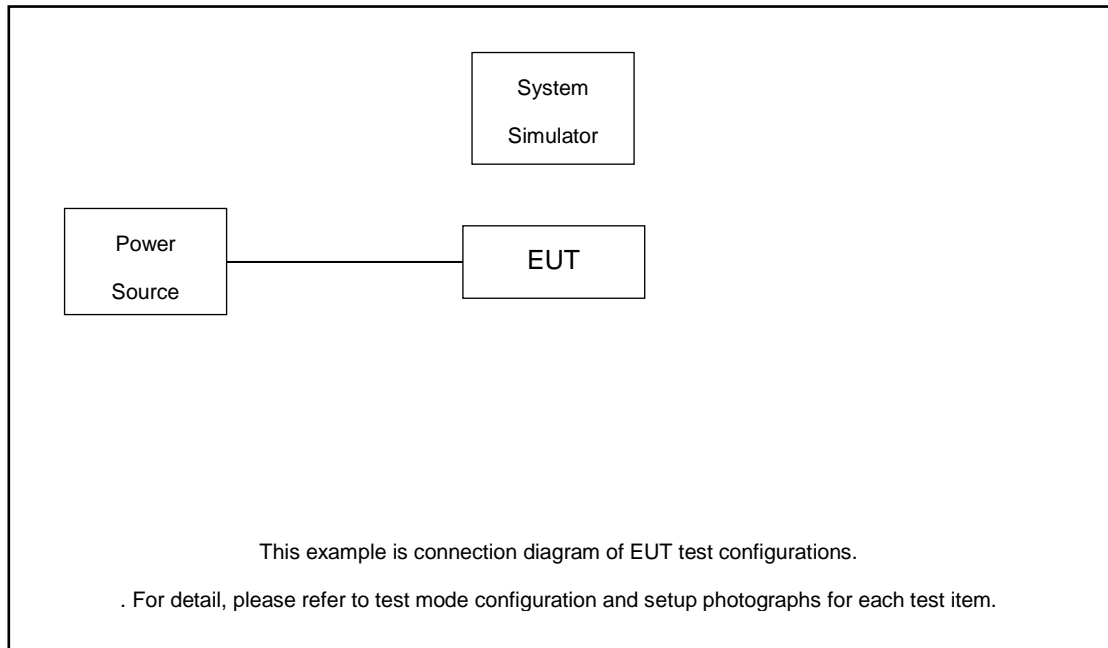 System
Simulator
Power
Source
EUT
This example is connection diagram of EUT test configurations.
. For detail, please refer to test mode configuration and setup photographs for each test item.